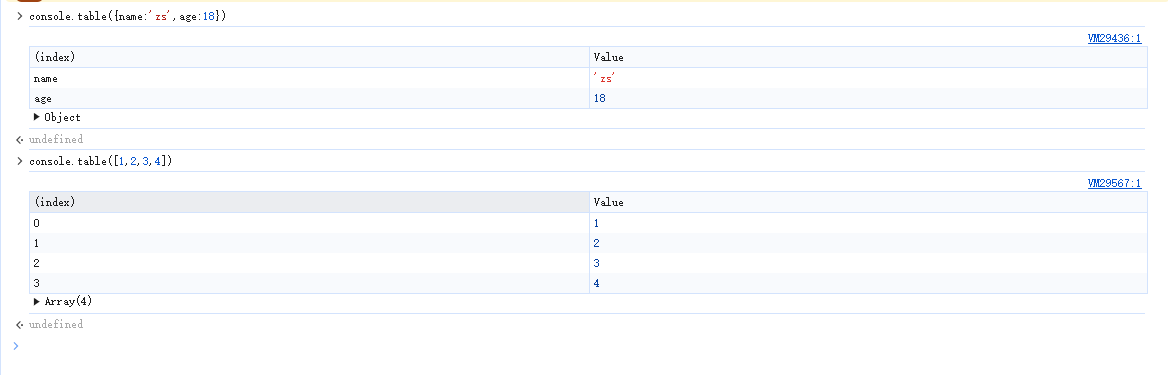 console.table({name:'zs',age:18})
VM29436:1
(index) Value
name 'zs'
age 18
Object
undefined
console.table([1,2,3,4])
VM29567:1
(index) Value
0 1
1 2
2 3
3 4
Array(4)
undefined